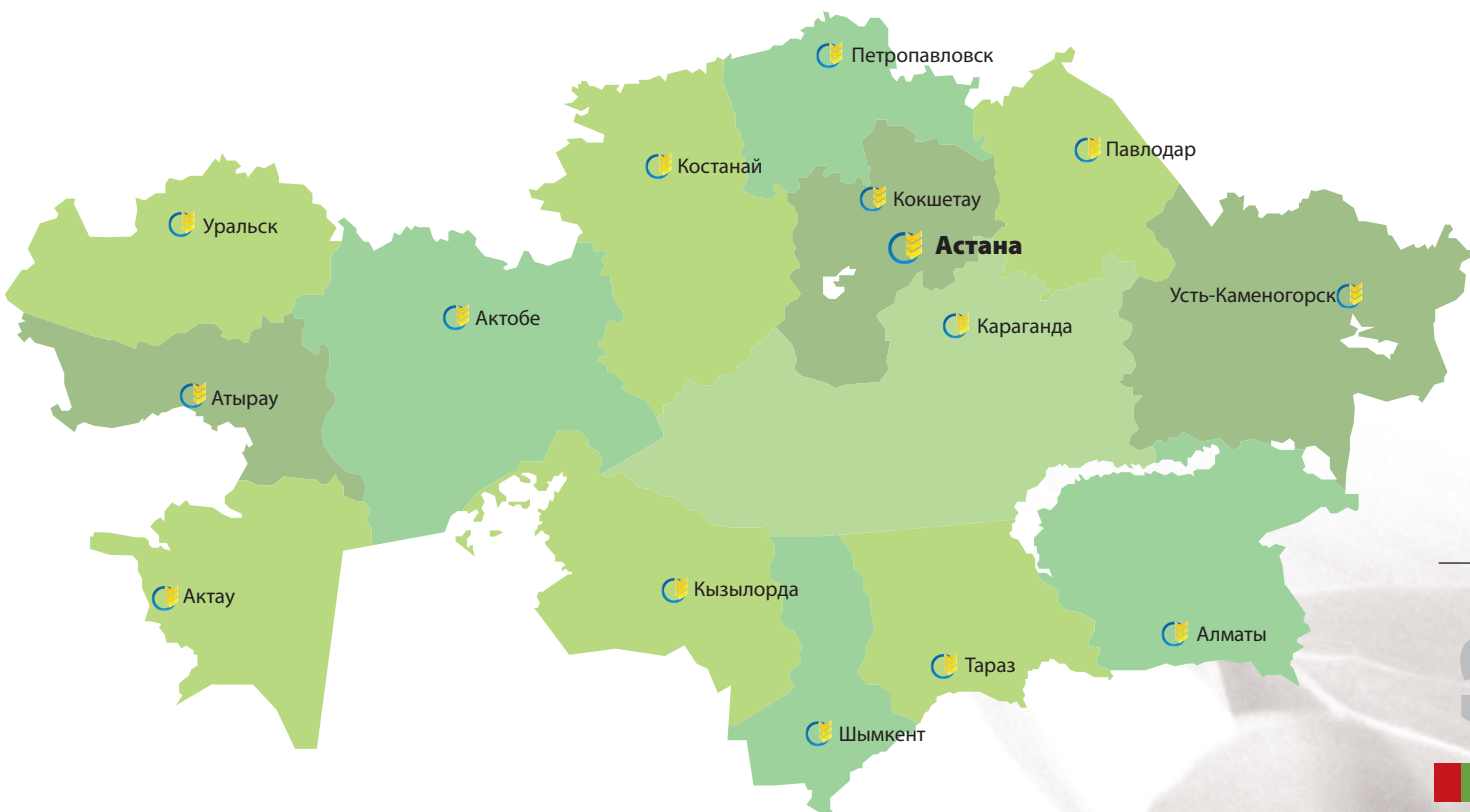 Петропавловск
Костанай
Павлодар
Кокшетау
Уральск
Астана
Усть-Каменогорск
Актобе
Караганда
Атырау
Актау
Кызылорда
Алматы
Тараз
Шымкент